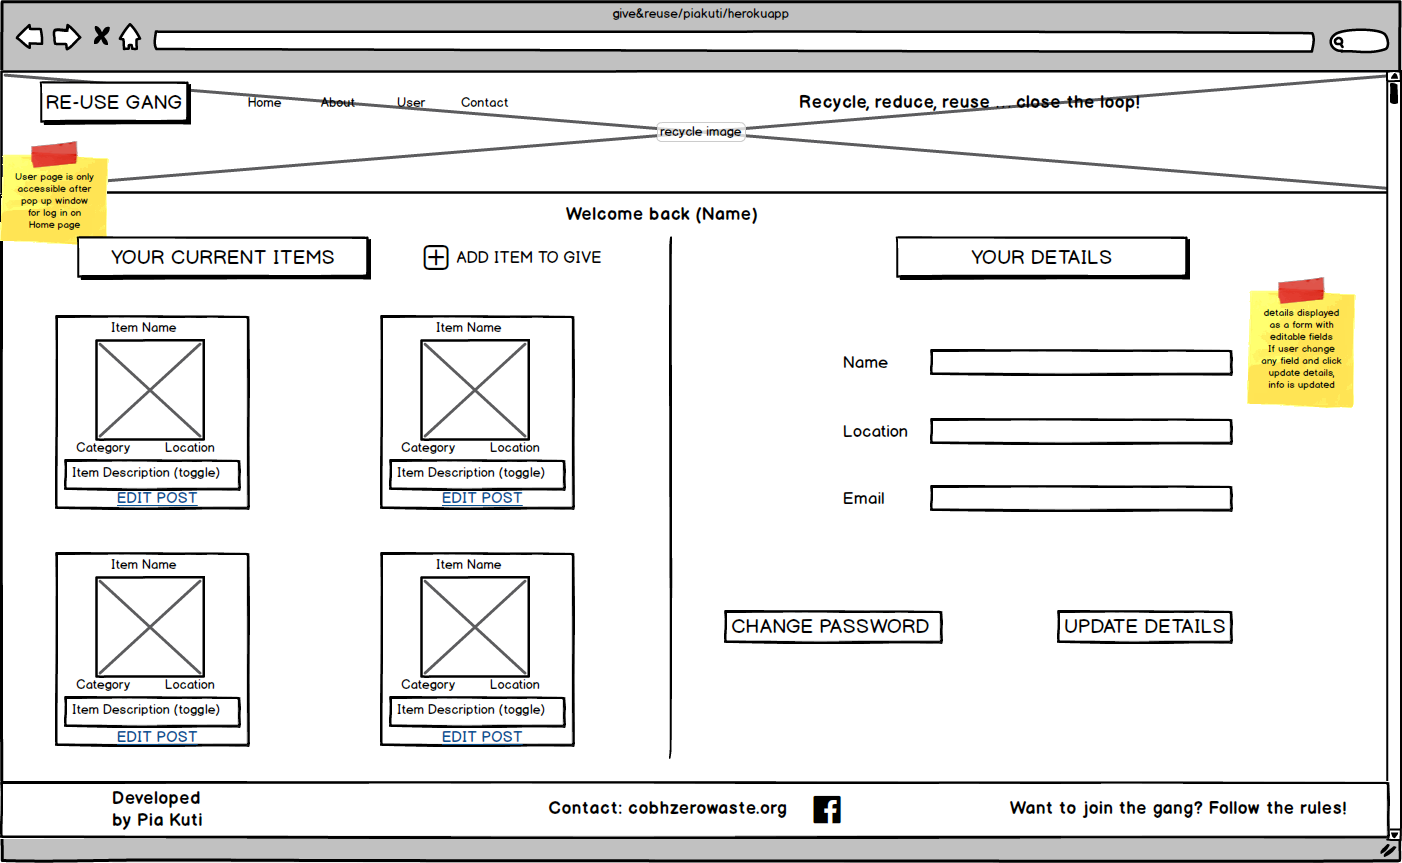 give&reuse/piakuti/herokuapp
RE-USE GANG
Home About User Contact
Recycle, reduce, reuse ... close the loop!
recycle image
User page is only
accessible after
pop up window
for log in on
Home page
Welcome back (Name)
YOUR CURRENT ITEMS
ADD ITEM TO GIVE
YOUR DETAILS
details displayed
as a form with
editable fields
If user change
any field and click
update details,
info is updated
Item Name
Category Location
Item Description (toggle)
EDIT POST
Item Name
Category Location
Item Description (toggle)
EDIT POST
Item Name
Category Location
Item Description (toggle)
EDIT POST
Item Name
Category Location
Item Description (toggle)
EDIT POST
Name
Location
Email
CHANGE PASSWORD
UPDATE DETAILS
Developed
by Pia Kuti
Contact: cobhzerowaste.org
Want to join the gang? Follow the rules!